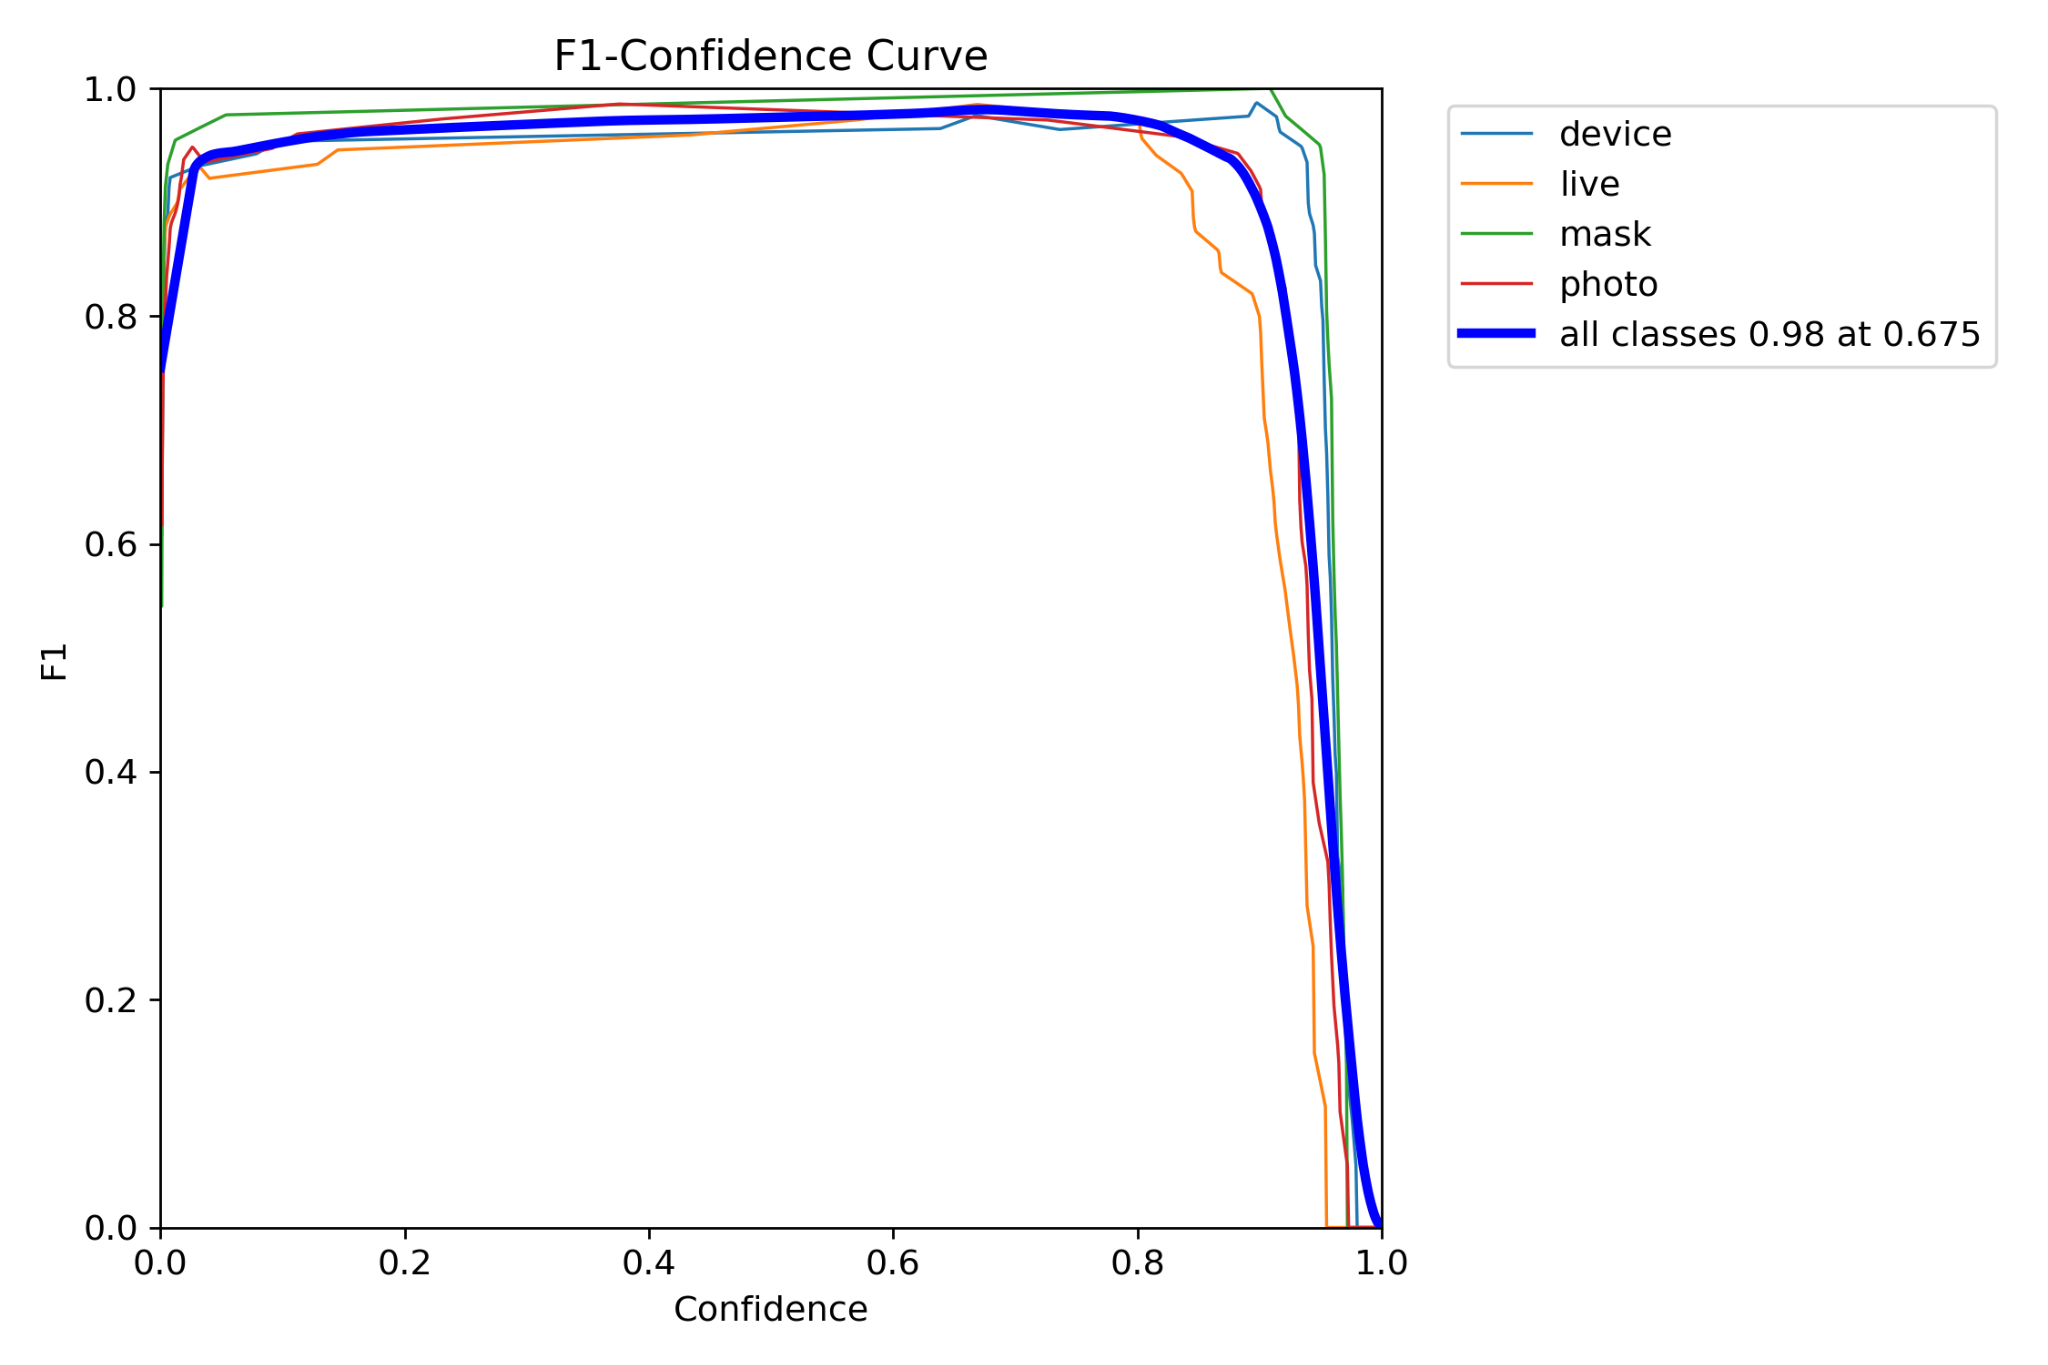 F1-Confidence Curve
1.0
0.8
0.6
0.4
0.2
0.0
F1
0.0 0.2 0.4 0.6 0.8 1.0
Confidence
device
live
mask
photo
all classes 0.98 at 0.675